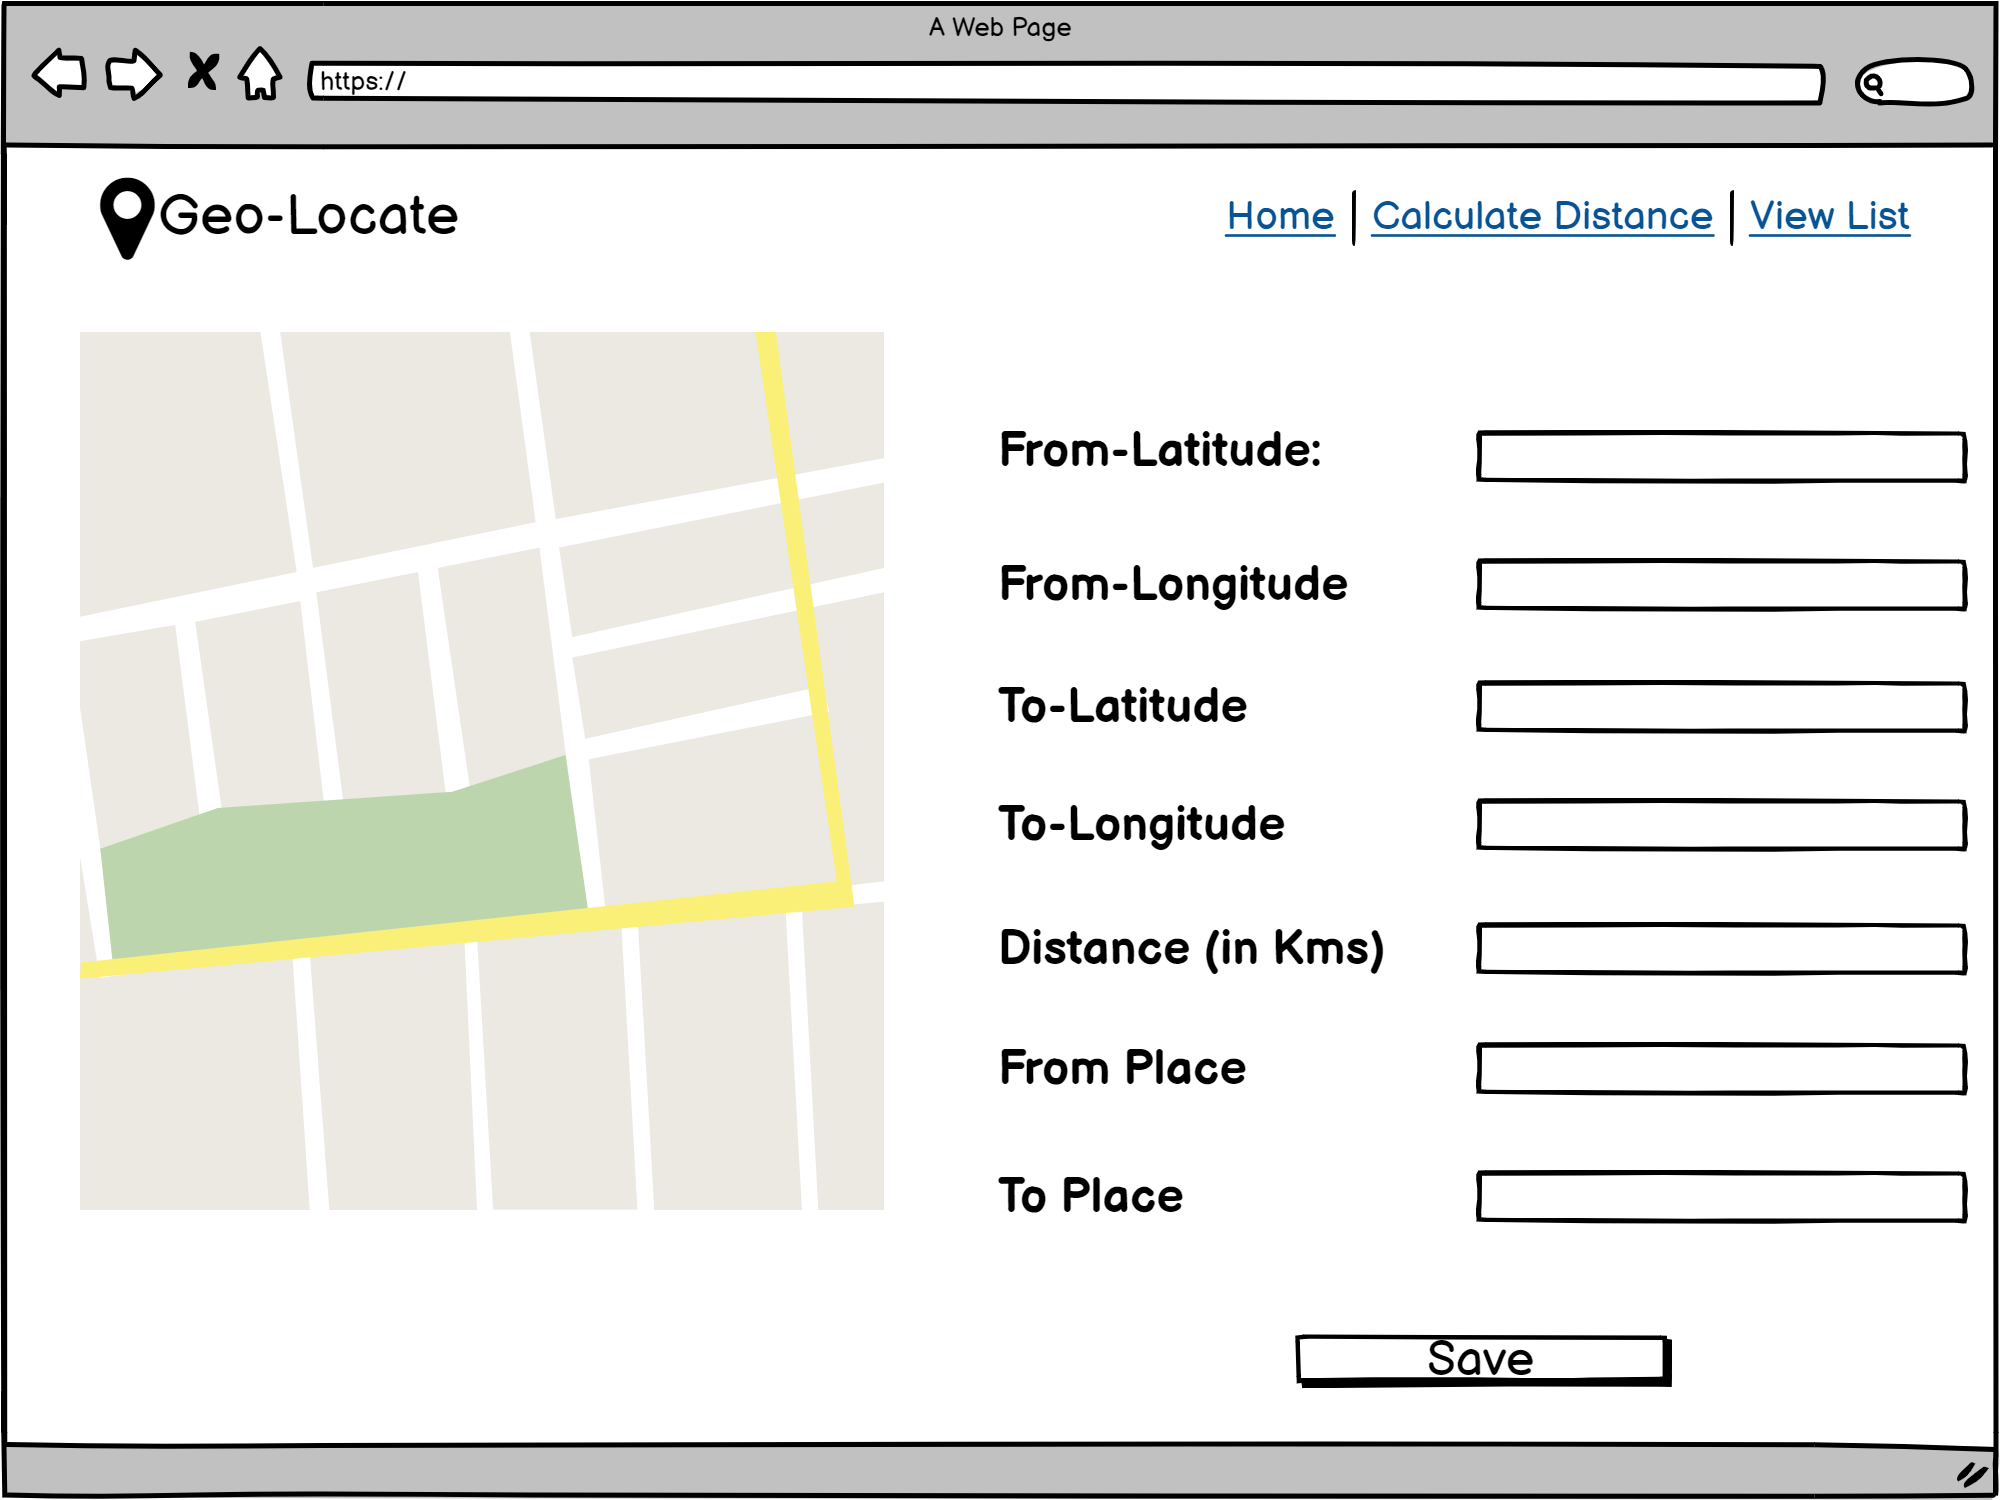 A Web Page
https://
Geo-Locate
Home
Calculate Distance
View List
From-Latitude:
From-Longitude
To-Latitude
To-Longitude
Distance (in Kms)
From Place
To Place
Save